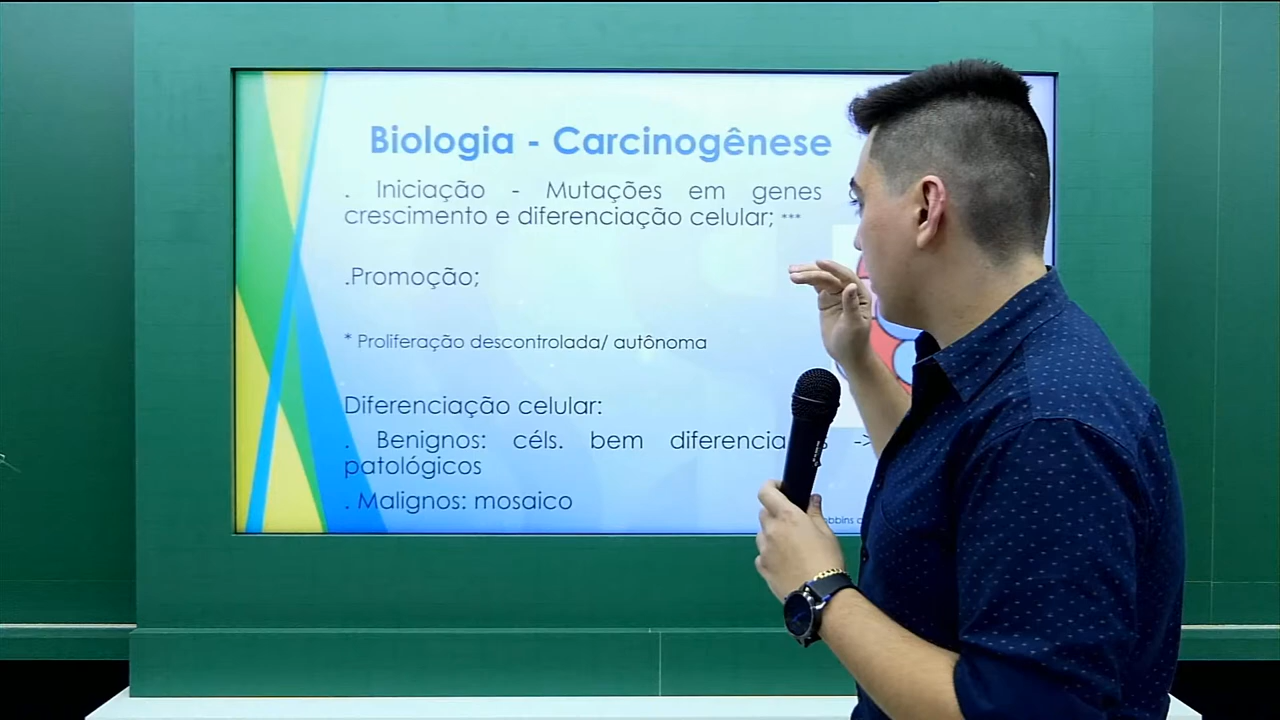 Biologia - Carcinogênese
. Iniciação - Mutações em genes
crescimento e diferenciação celular; ***
.Promoção;
* Proliferação descontrolada/ autônoma
Diferenciação celular:
. Benignos: céls. bem ->
patológicos
. Malignos: mosaico